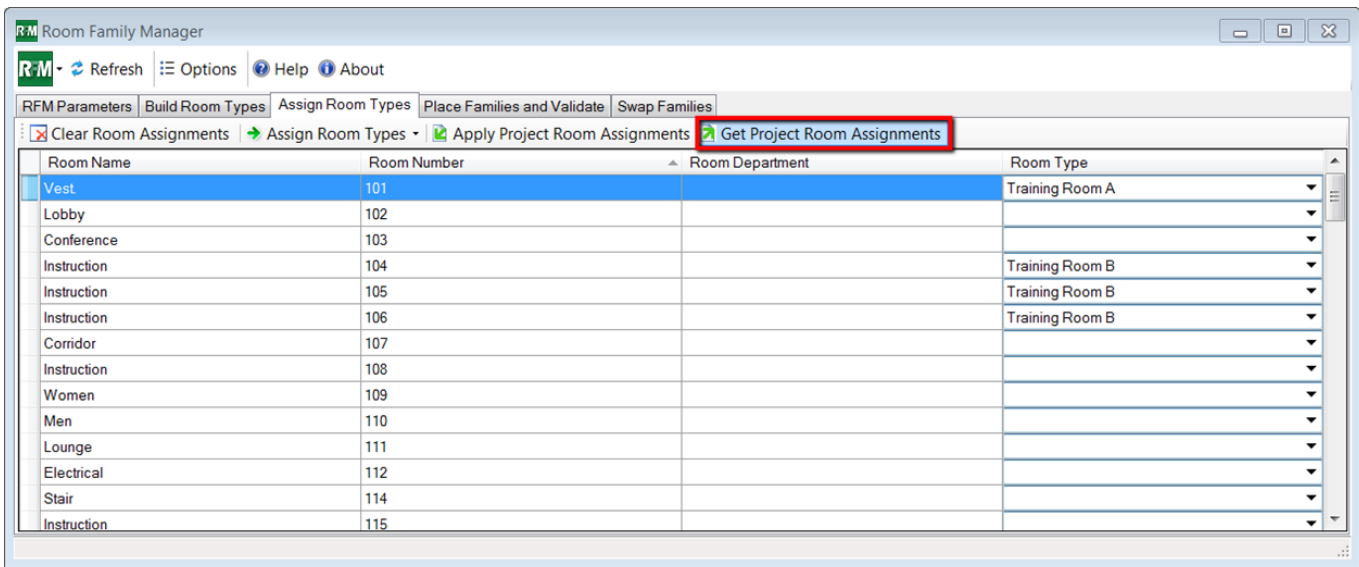 RFM Room Family Manager
RFM Refresh Options Help About
RFM Parameters Build Room Types Assign Room Types Place Families and Validate Swap Families
Clear Room Assignments Assign Room Types Apply Project Room Assignments Get Project Room Assignments
Room Name Room Number Room Department Room Type
Vest. 101 Training Room A
Lobby 102
Conference 103
Instruction 104 Training Room B
Instruction 105 Training Room B
Instruction 106 Training Room B
Corridor 107
Instruction 108
Women 109
Men 110
Lounge 111
Electrical 112
Stair 114
Instruction 115